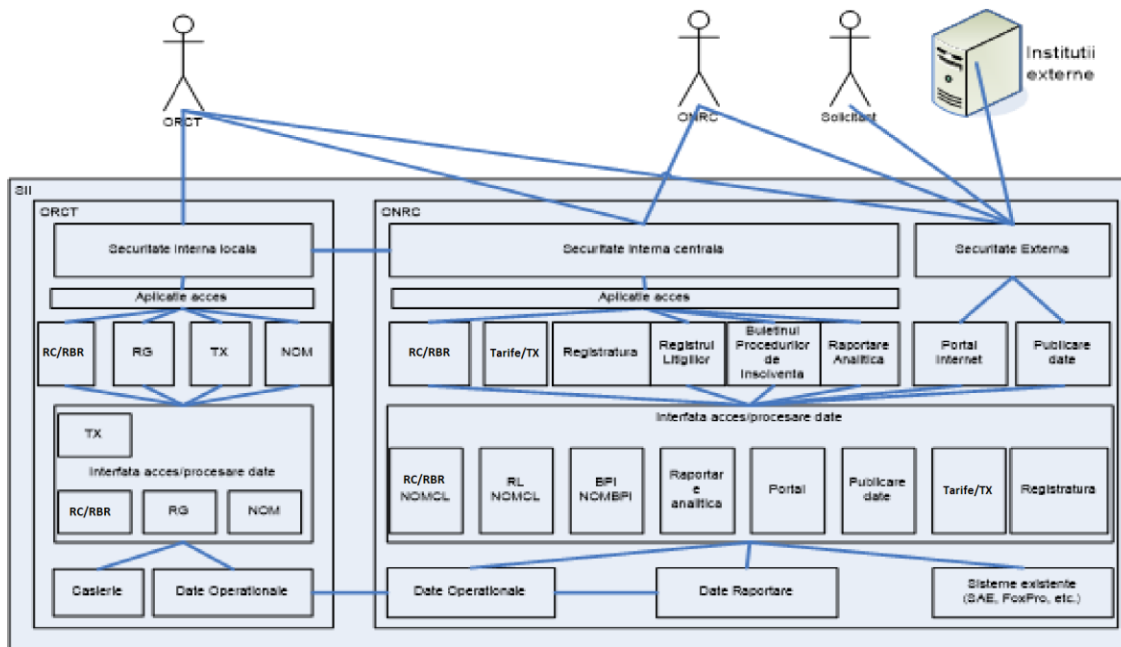 Institutii
externe
ORCT
ONRC
Solicitant
SII
ORCT
ONRC
Securitate Interna locala
Securitate Interna centrala
Securitate Externa
Aplicatie acces
Aplicatie acces
RC/RBR
RG
TX
NOM
RC/RBR
Tarife/TX
Registratura
Registrul
Litigiilor
Buletinul
Procedurilor
de
Insolventa
Raportare
Analitica
Portal
Internet
Publicare
date
TX
Interfata acces/procesare date
RC/RBR
RG
NOM
Interfata acces/procesare date
RC/RBR
NOMCL
RL
NOMCL
BPI
NOMBPI
Raportar
e
analitica
Portal
Publicare
date
Tarife/TX
Registratura
Casierie
Date Operationale
Date Operationale
Date Raportare
Sisteme existente
(SAE, FoxPro, etc.)